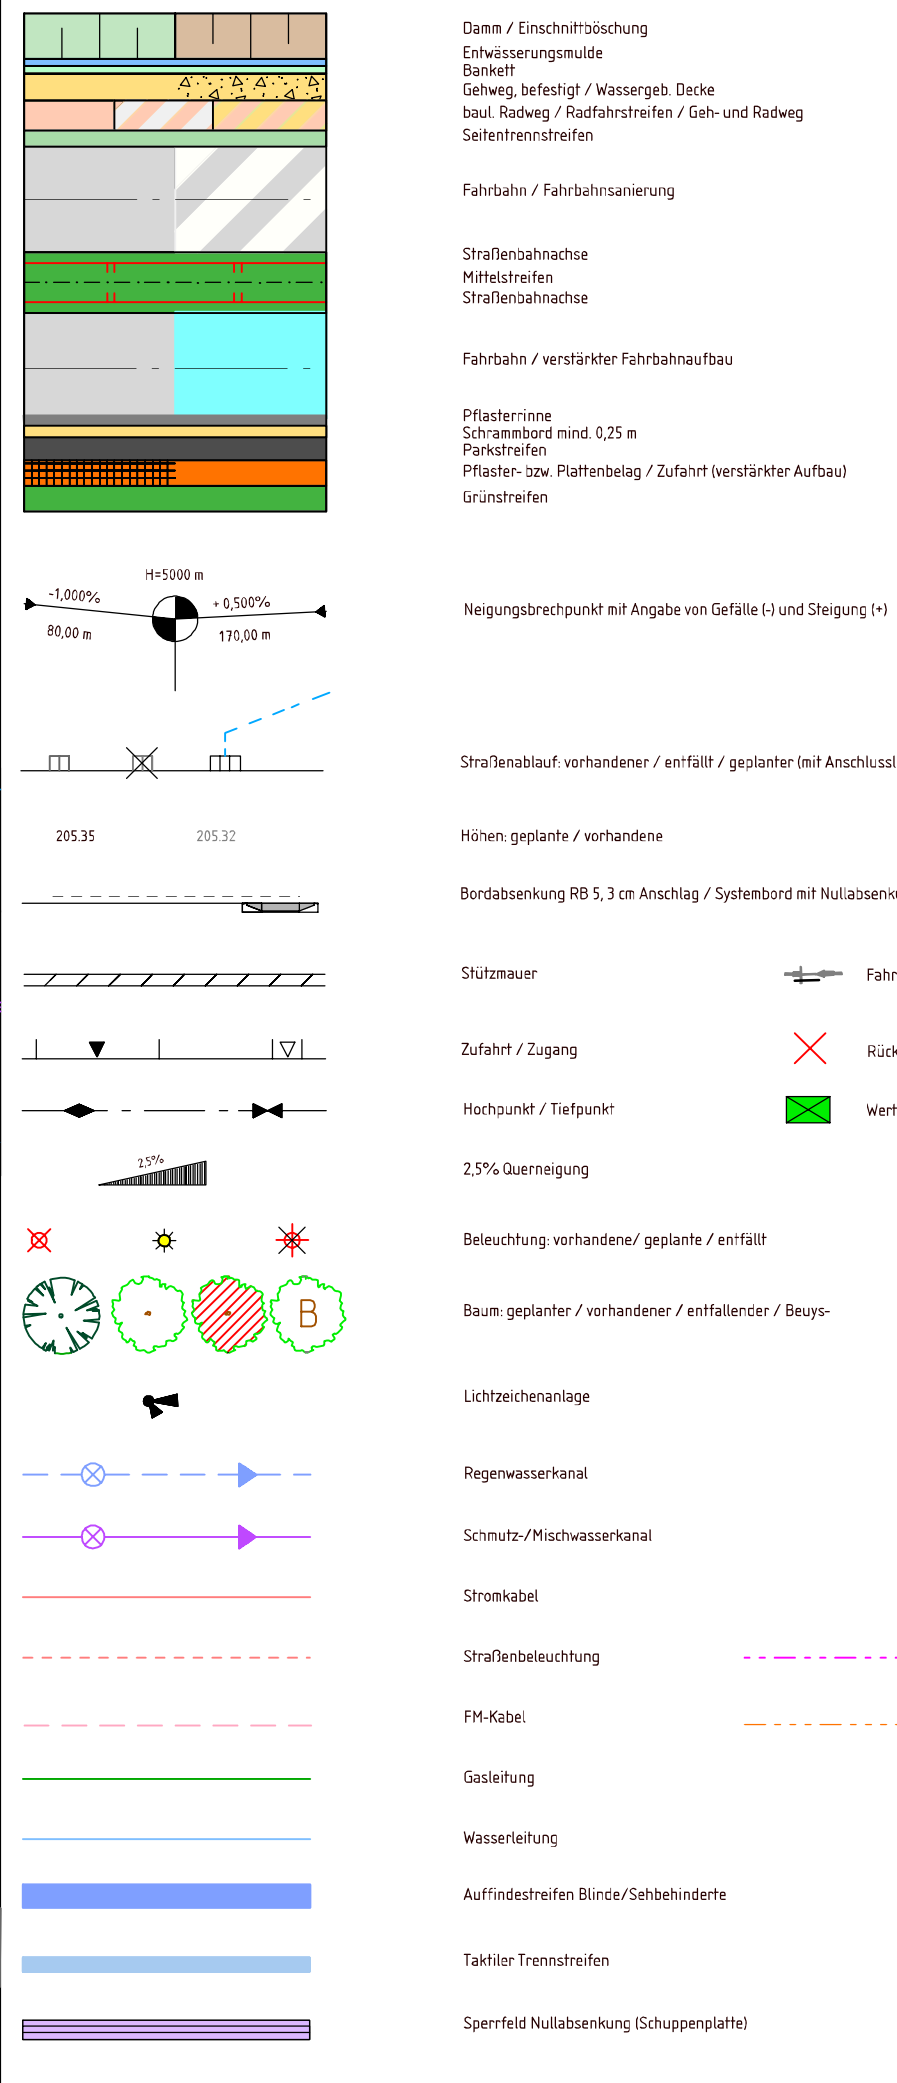 Damm / Einschnittböschung
Entwässerungsmulde
Bankett
Gehweg, befestigt / Wassergeb. Decke
baul. Radweg / Radfahrstreifen / Geh- und Radweg
Seitentrennstreifen
Fahrbahn / Fahrbahnsanierung
Straßenbahnachse
Mittelstreifen
Straßenbahnachse
Fahrbahn / verstärkter Fahrbahnaufbau
Pflasterrinne
Schrammbord mind. 0,25 m
Parkstreifen
Pflaster- bzw. Plattenbelag / Zufahrt (verstärkter Aufbau)
Grünstreifen
H=5000 m
-1,000% + 0,500%
80,00 m 170,00 m
Neigungsbrechpunkt mit Angabe von Gefälle (-) und Steigung (+)
Straßenablauf: vorhandener / entfällt / geplanter (mit Anschlussl
205.35 205.32 Höhen: geplante / vorhandene
Bordabsenkung RB 5, 3 cm Anschlag / Systembord mit Nullabsenk
Stützmauer Fahr
Zufahrt / Zugang Rück
Hochpunkt / Tiefpunkt Wert
2,5% 2,5% Querneigung
Beleuchtung: vorhandene/ geplante / entfällt
B Baum: geplanter / vorhandener / entfallender / Beuys-
Lichtzeichenanlage
Regenwasserkanal
Schmutz-/Mischwasserkanal
Stromkabel
Straßenbeleuchtung
FM-Kabel
Gasleitung
Wasserleitung
Auffindestreifen Blinde/Sehbehinderte
Taktiler Trennstreifen
Sperrfeld Nullabsenkung (Schuppenplatte)